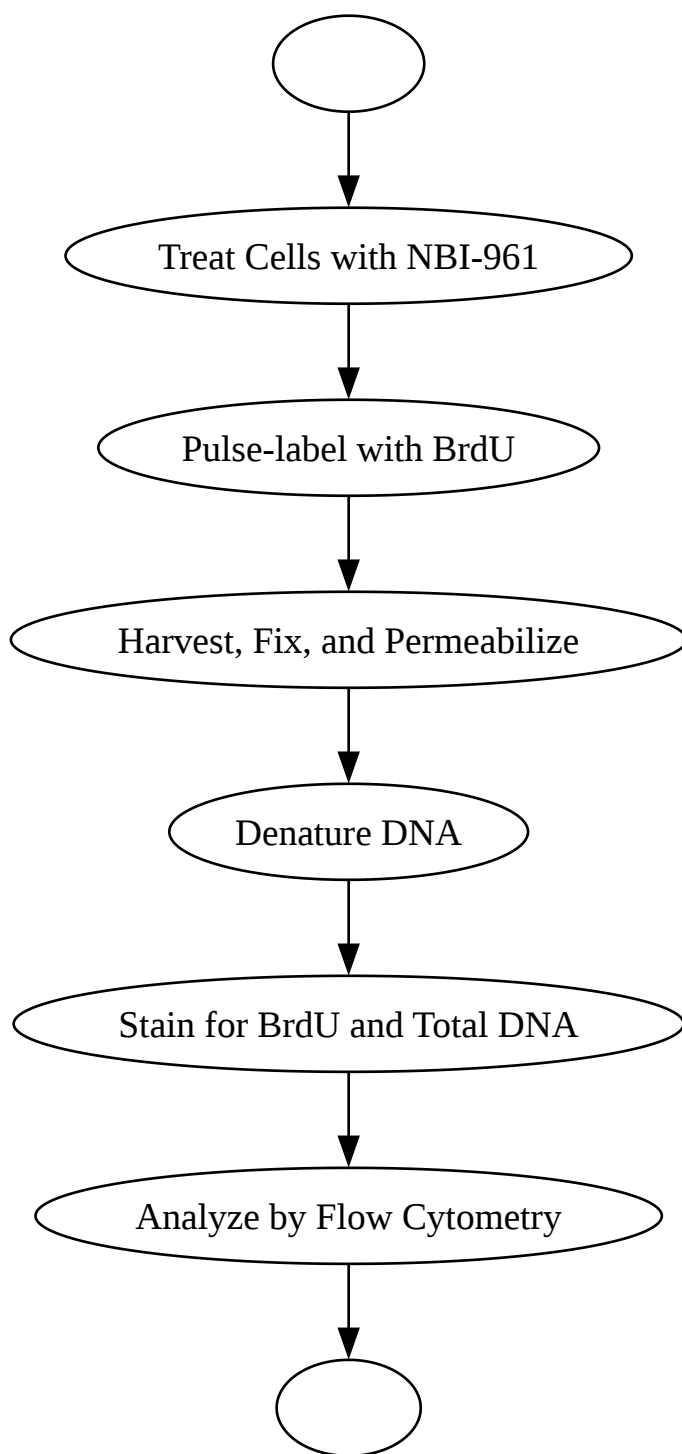 Treat Cells with NBI-961
Pulse-label with BrdU
Harvest, Fix, and Permeabilize
Denature DNA
Stain for BrdU and Total DNA
Analyze by Flow Cytometry